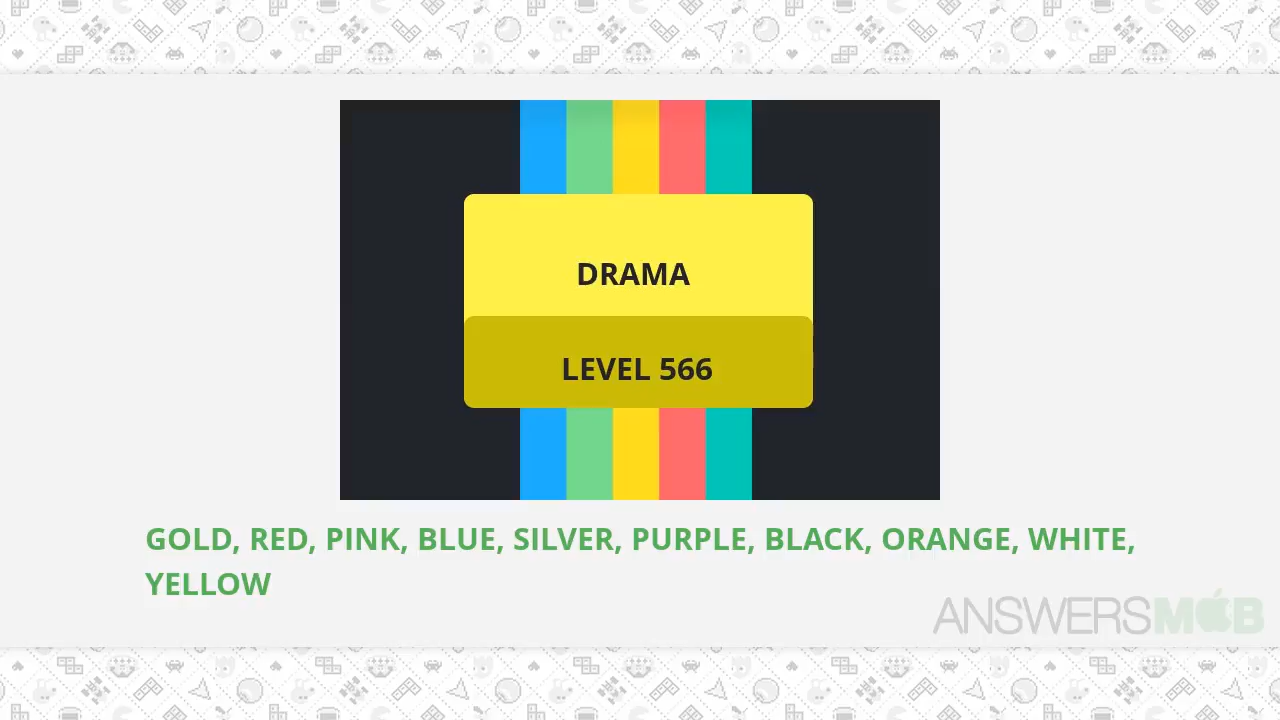 DRAMA
LEVEL 566
GOLD, RED, PINK, BLUE, SILVER, PURPLE, BLACK, ORANGE, WHITE,
YELLOW
ANSWERSMOB